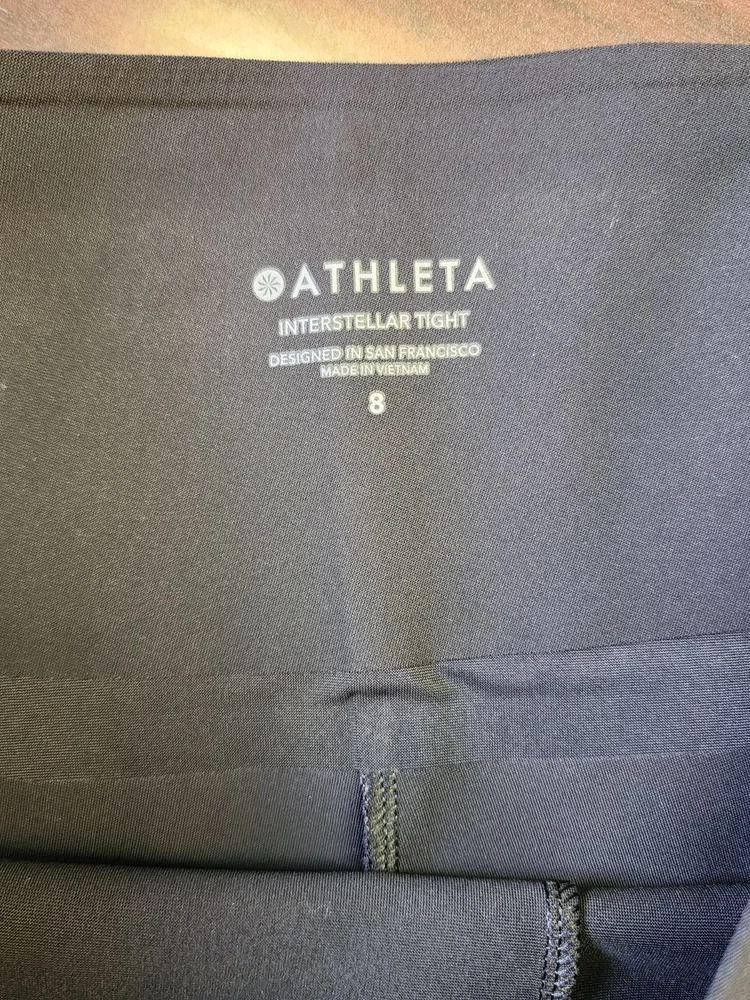 ATHLETA
INTERSTELLAR TIGHT
DESIGNED IN SAN FRANCISCO
MADE IN VIETNAM
8